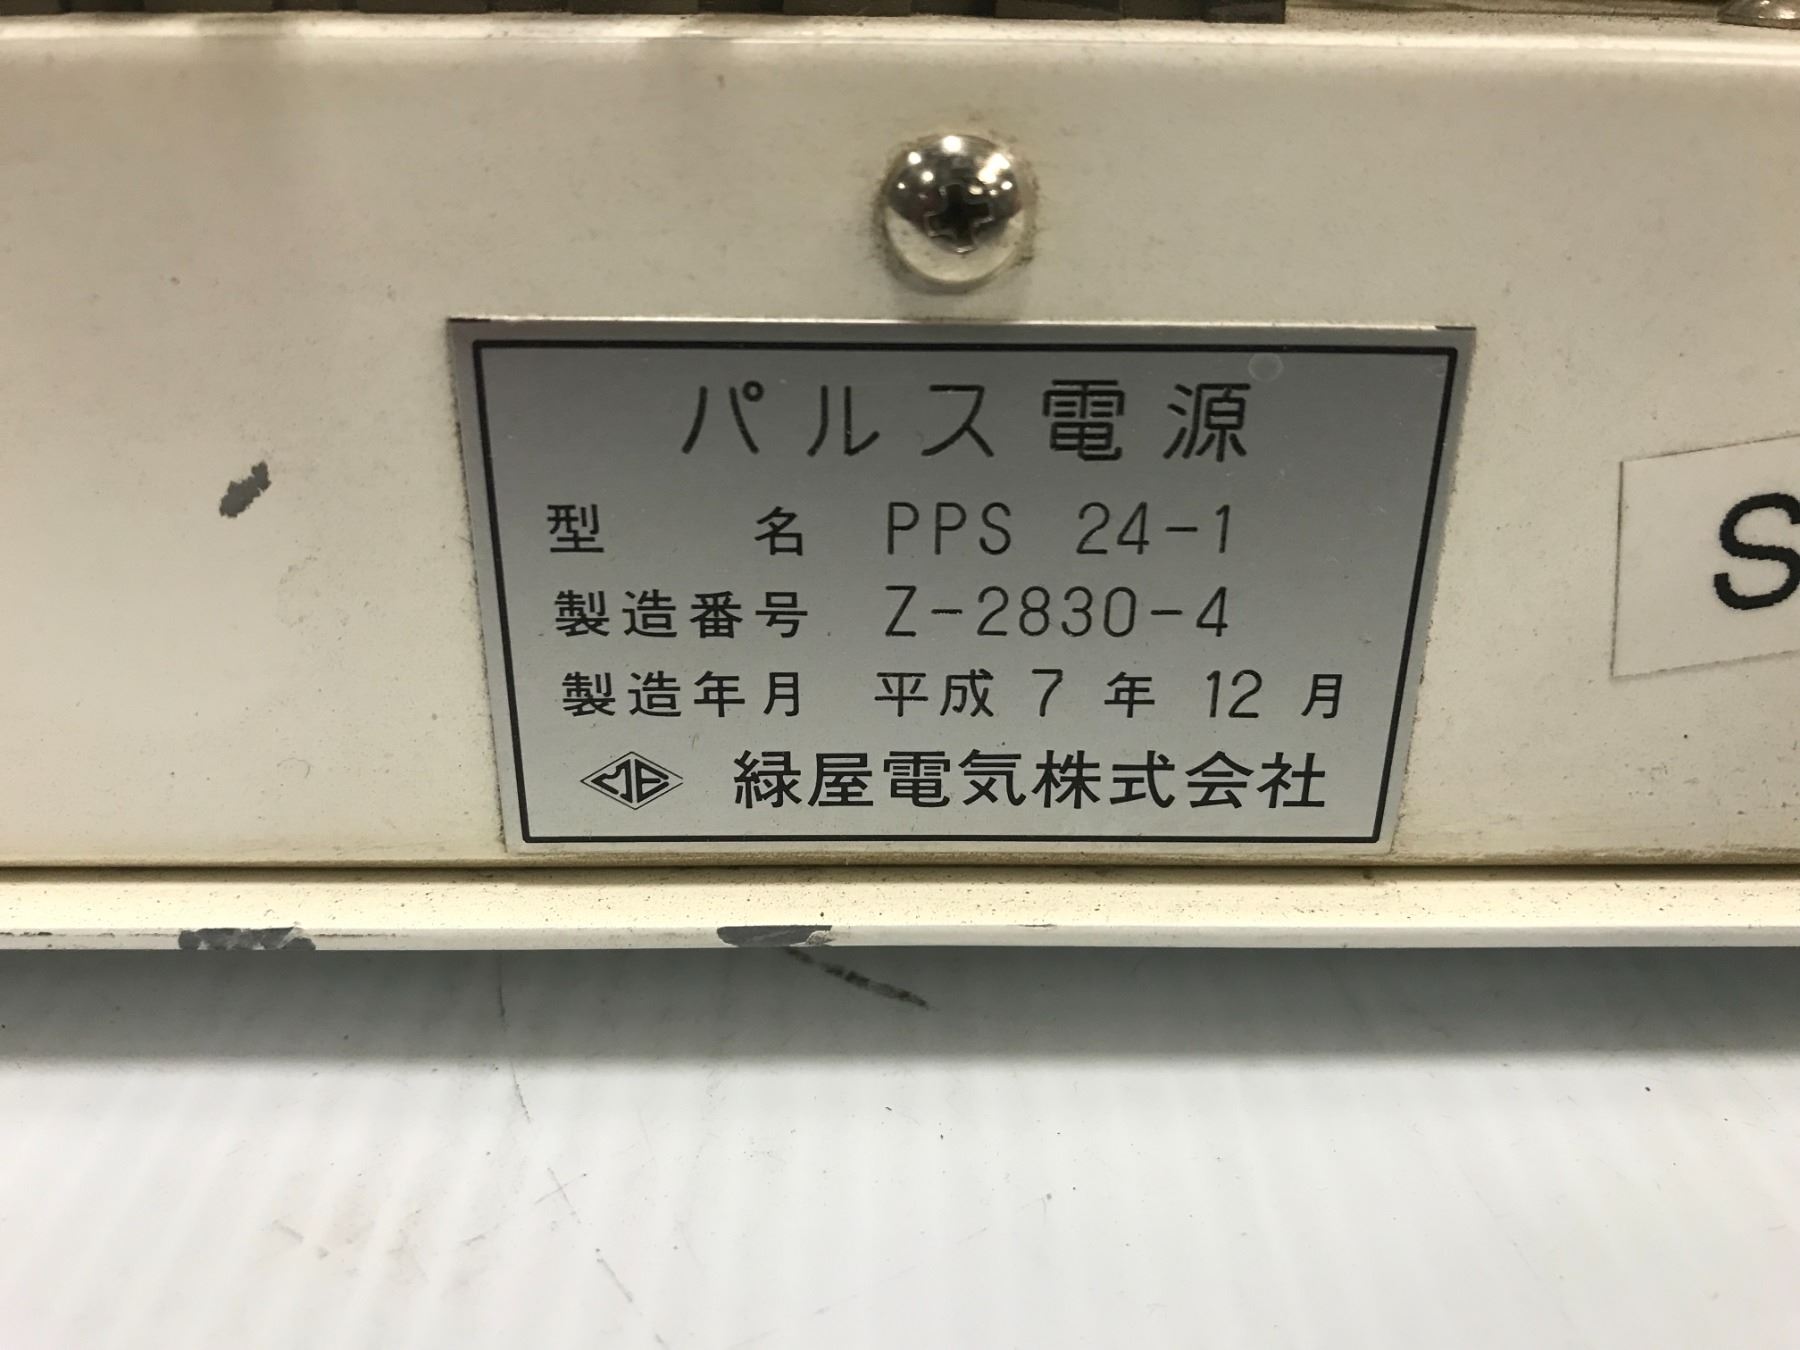 パルス電源
型名 PPS 24-1
製造番号 Z-2830-4
製造年月 平成 7 年 12 月
緑屋電気株式会社
S